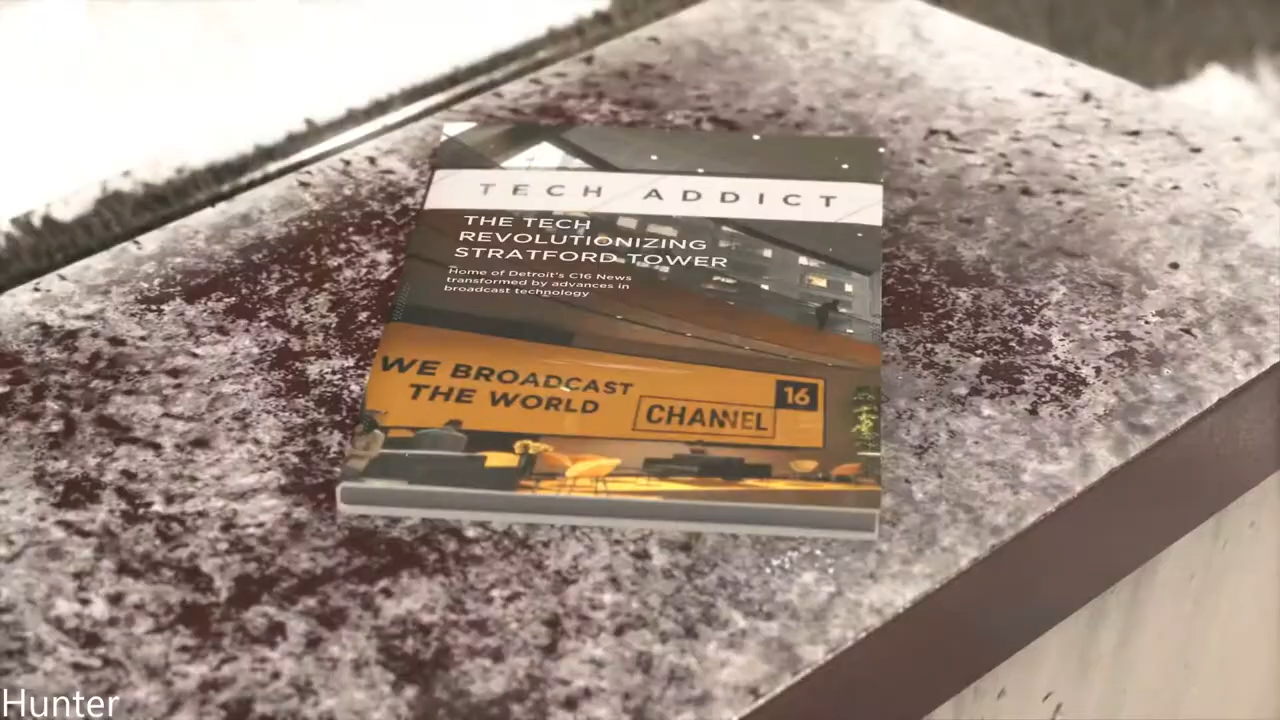 TECH ADDICT
THE TECH
REVOLUTIONIZING
STRATFORD TOWER
Home of Detroit's C16 News
transformed by advances in
broadcast technology
WE BROADCAST
THE WORLD
CHANNEL
16
Hunter